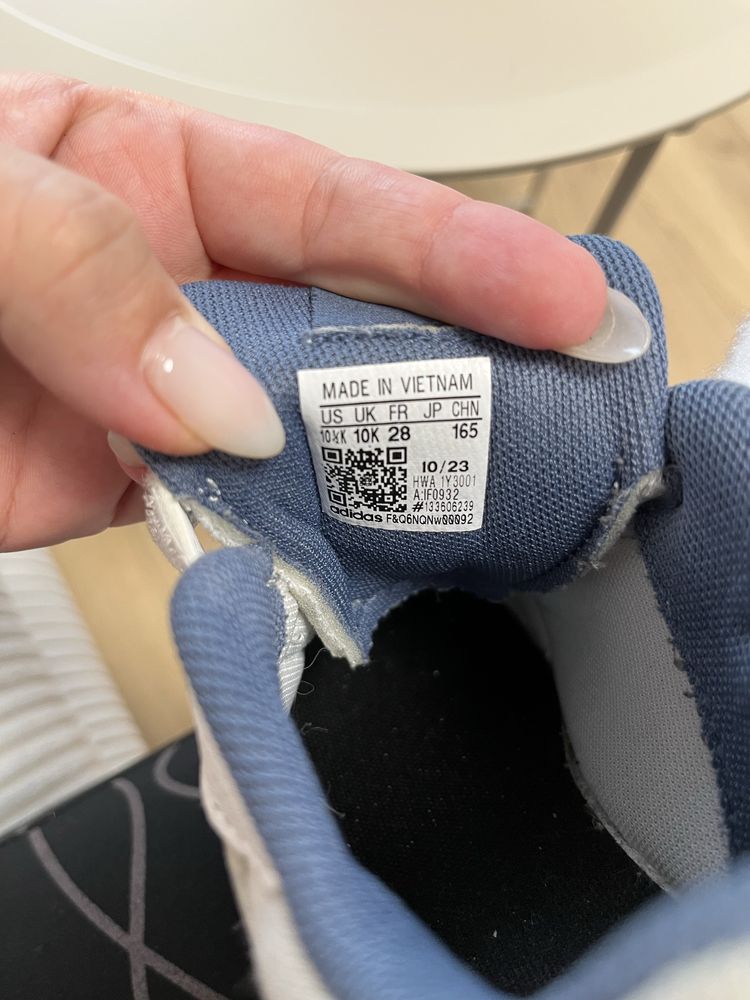 MADE IN VIETNAM
US UK FR JP CHN
10½K 10K 28 165
10/23
HWA 1Y3001
A:IF0932
#133606239
adidas F&Q6NQNw00092